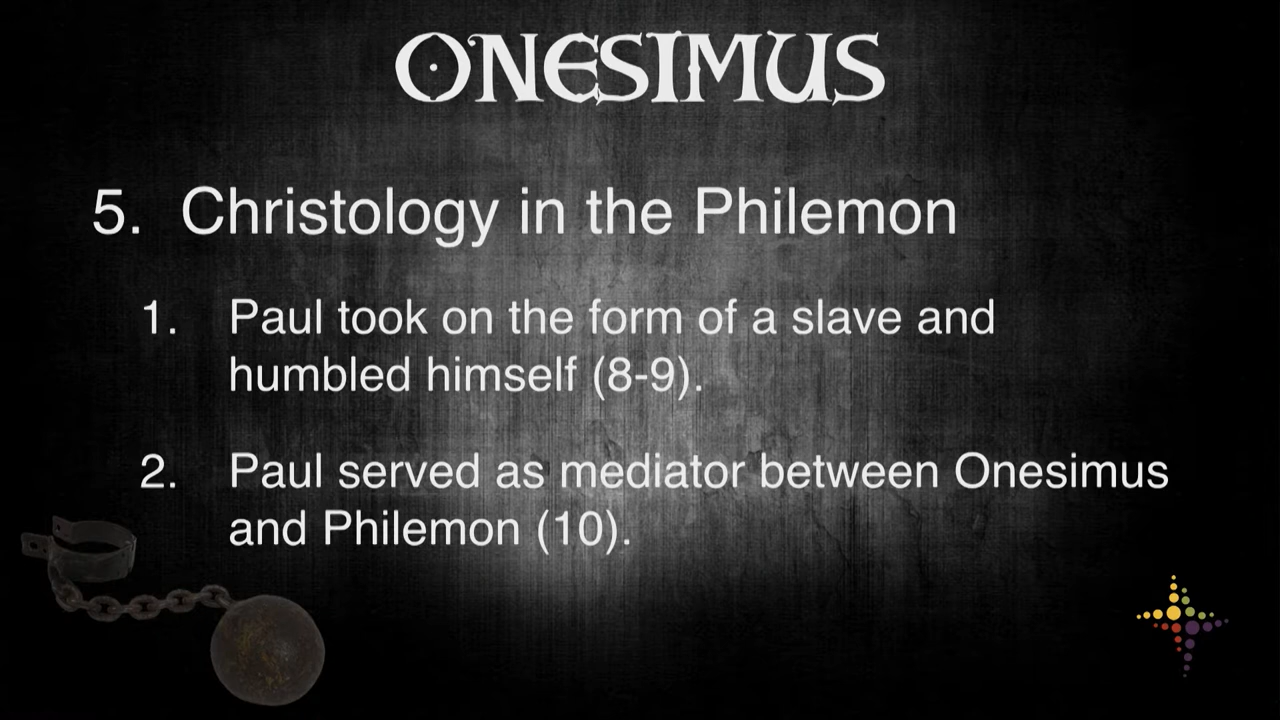 ONESIMUS
5. Christology in the Philemon
1. Paul took on the form of a slave and
humbled himself (8-9).
2. Paul served as mediator between Onesimus
and Philemon (10).